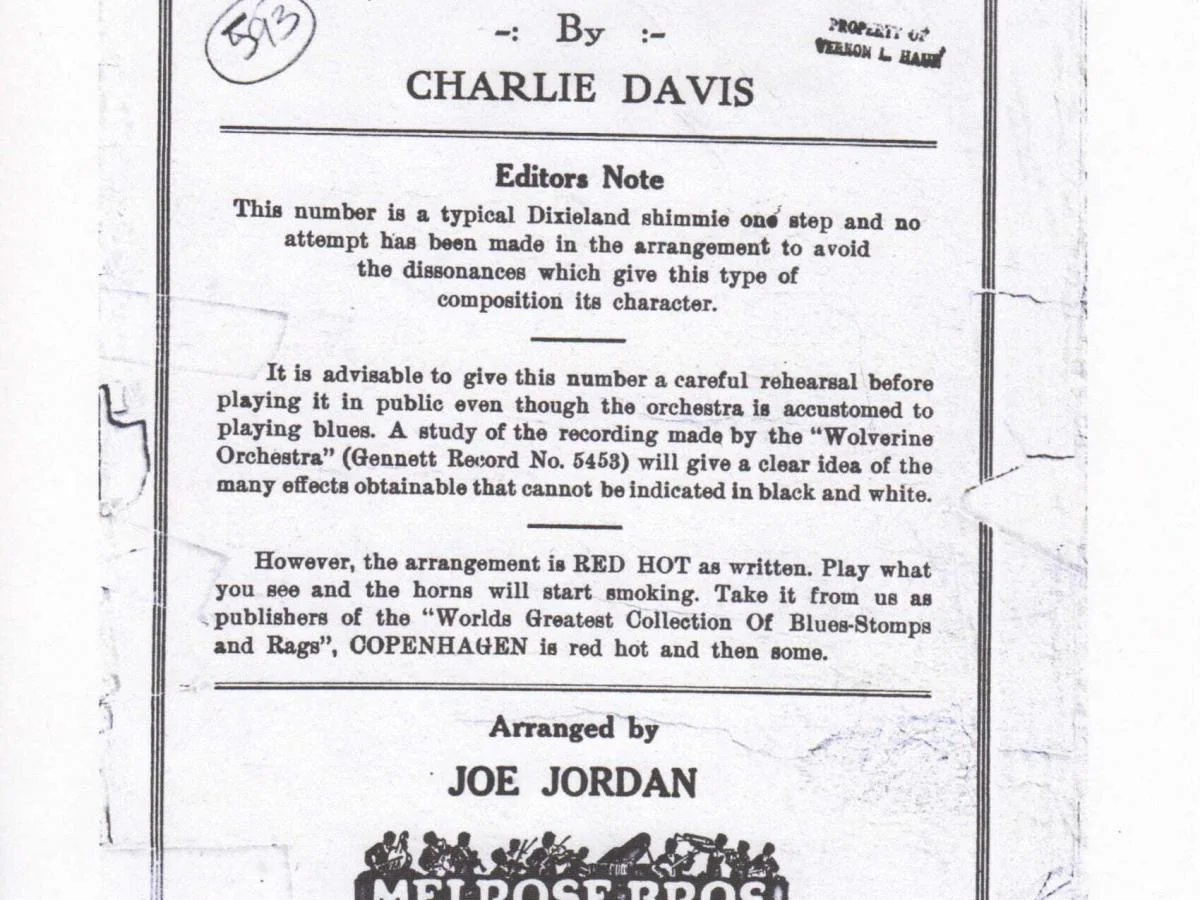 593
-: By :-
PROPERTY OF
VERNON L.
CHARLIE DAVIS
Editors Note
This number is a typical Dixieland shimmie one step and no
attempt has been made in the arrangement to avoid
the dissonances which give this type of
composition its character.
It is advisable to give this number a careful rehearsal before
playing it in public even though the orchestra is accustomed to
playing blues. A study of the recording made by the “Wolverine
Orchestra” (Gennett Record No. 5453) will give a clear idea of the
many effects obtainable that cannot be indicated in black and white.
However, the arrangement is RED HOT as written. Play what
you see and the horns will start smoking. Take it from us as
publishers of the “Worlds Greatest Collection Of Blues-Stomps
and Rags”, COPENHAGEN is red hot and then some.
Arranged by
JOE JORDAN
MELROSE BROS